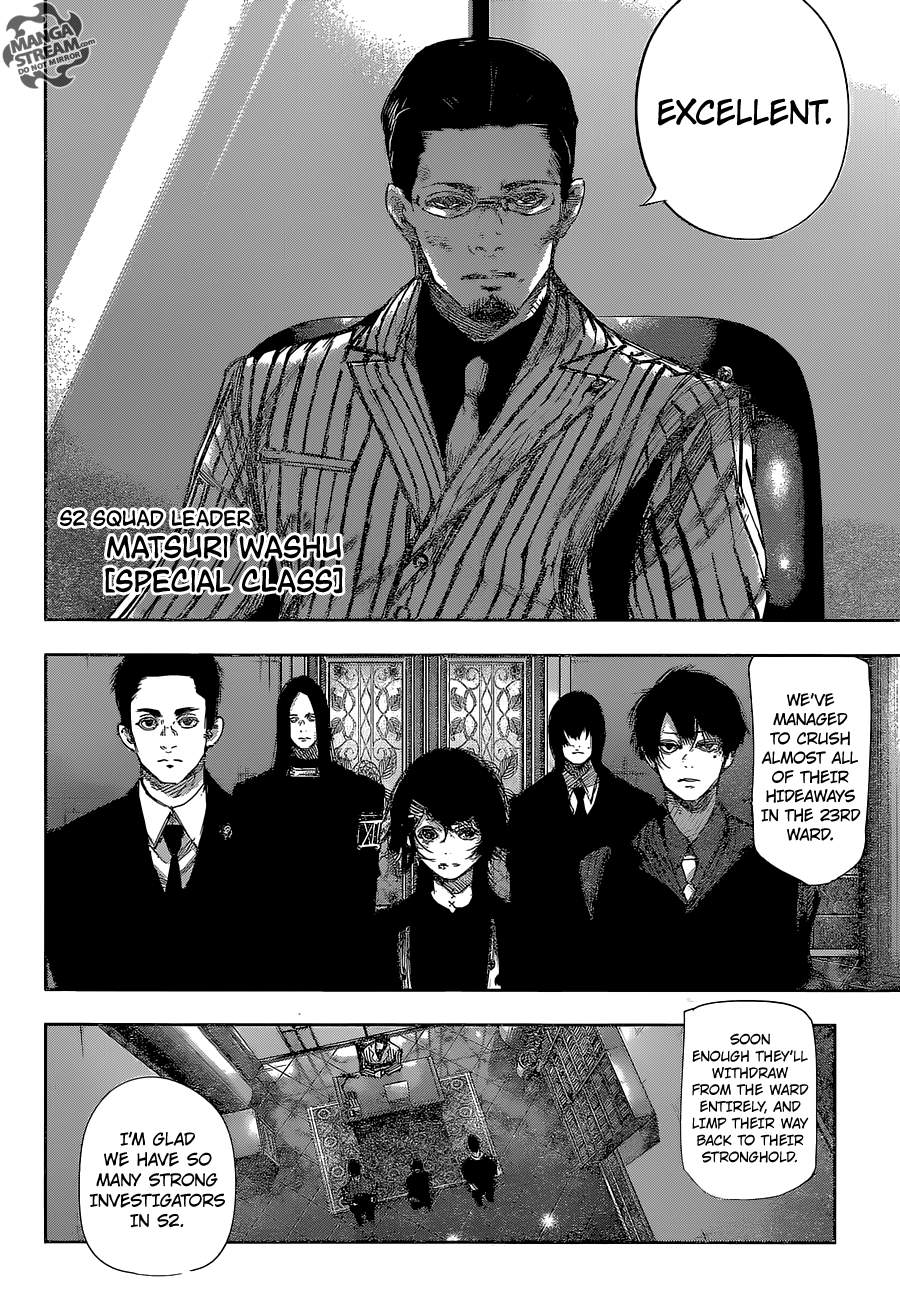 MANGA
STREAM.COM
DO NOT MIRROR
EXCELLENT.
S2 SQUAD LEADER
MATSURI WASHU
[SPECIAL CLASS]
WE'VE
MANAGED
TO CRUSH
ALMOST ALL
OF THEIR
HIDEAWAYS
IN THE 23RD
WARD.
XII
SOON
ENOUGH THEY'LL
WITHDRAW
FROM THE WARD
ENTIRELY, AND
LIMP THEIR WAY
BACK TO THEIR
STRONGHOLD.
I'M GLAD
WE HAVE SO
MANY STRONG
INVESTIGATORS
IN S2.